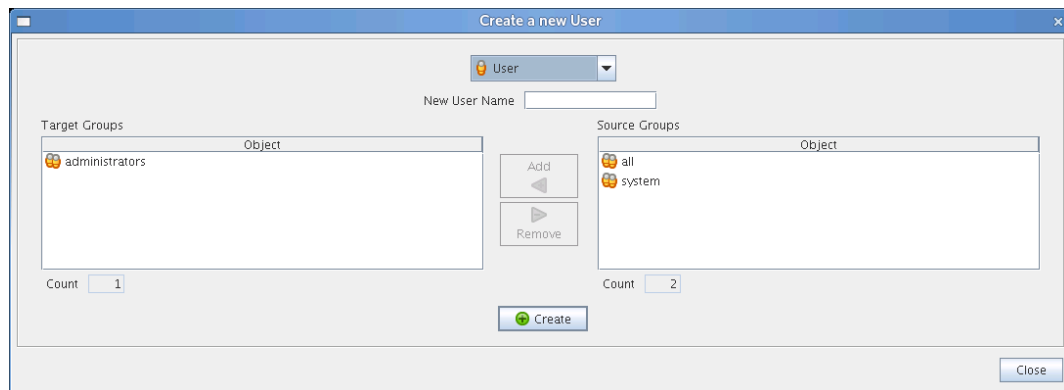 Create a new User
User
New User Name
Target Groups
Object
administrators
Count 1
Add
Remove
Source Groups
Object
all
system
Count 2
Create
Close